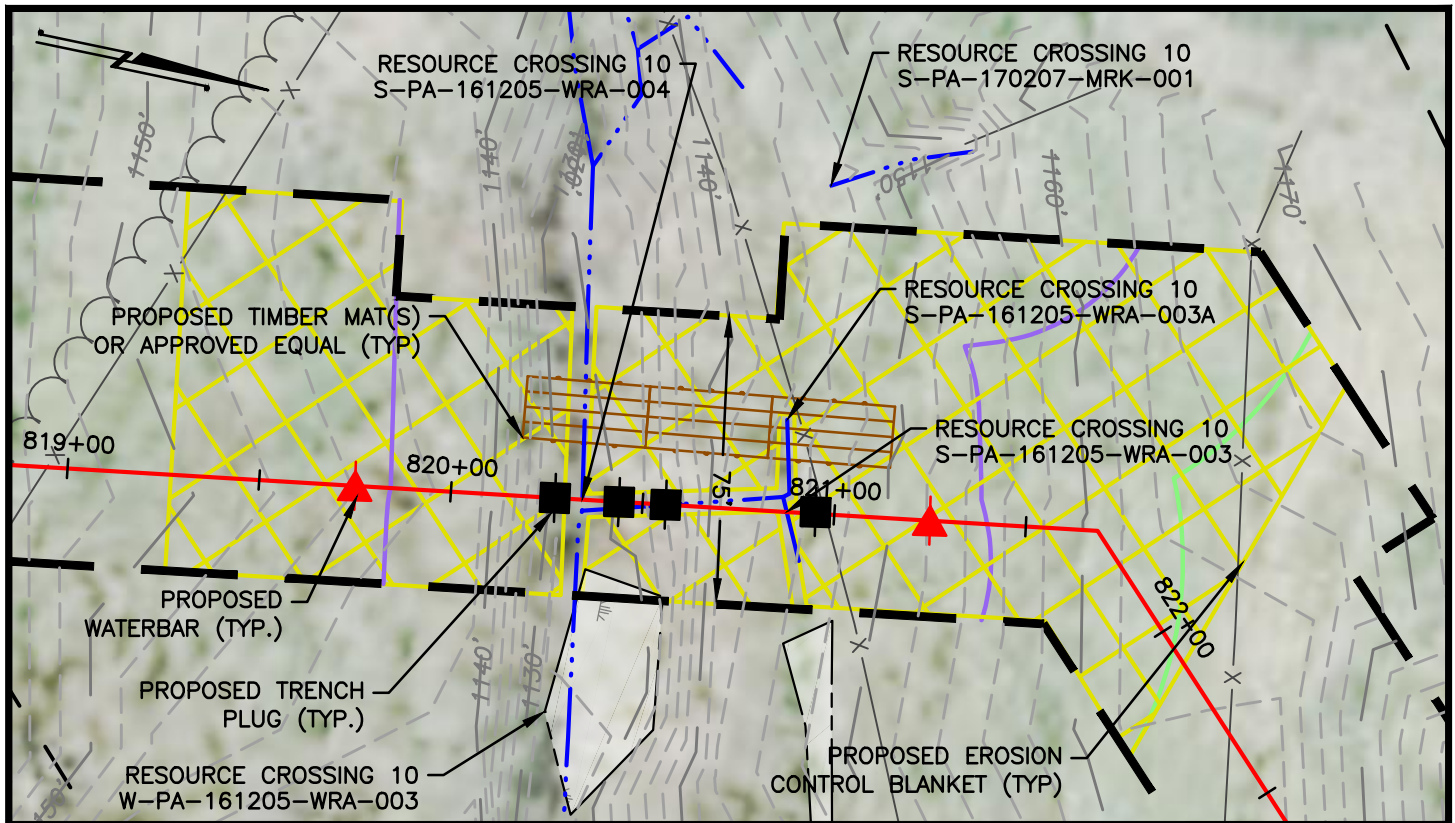 RESOURCE CROSSING 10
S-PA-161205-WRA-004
RESOURCE CROSSING 10
S-PA-170207-MRK-001
1150'
1140'
1140'
1150'
1160'
1170'
PROPOSED TIMBER MAT(S)
OR APPROVED EQUAL (TYP)
RESOURCE CROSSING 10
S-PA-161205-WRA-003A
RESOURCE CROSSING 10
S-PA-161205-WRA-003
819+00
820+00
75'
821+00
822+00
PROPOSED
WATERBAR (TYP.)
1140'
1130'
PROPOSED TRENCH
PLUG (TYP.)
RESOURCE CROSSING 10
W-PA-161205-WRA-003
PROPOSED EROSION
CONTROL BLANKET (TYP)
1150'